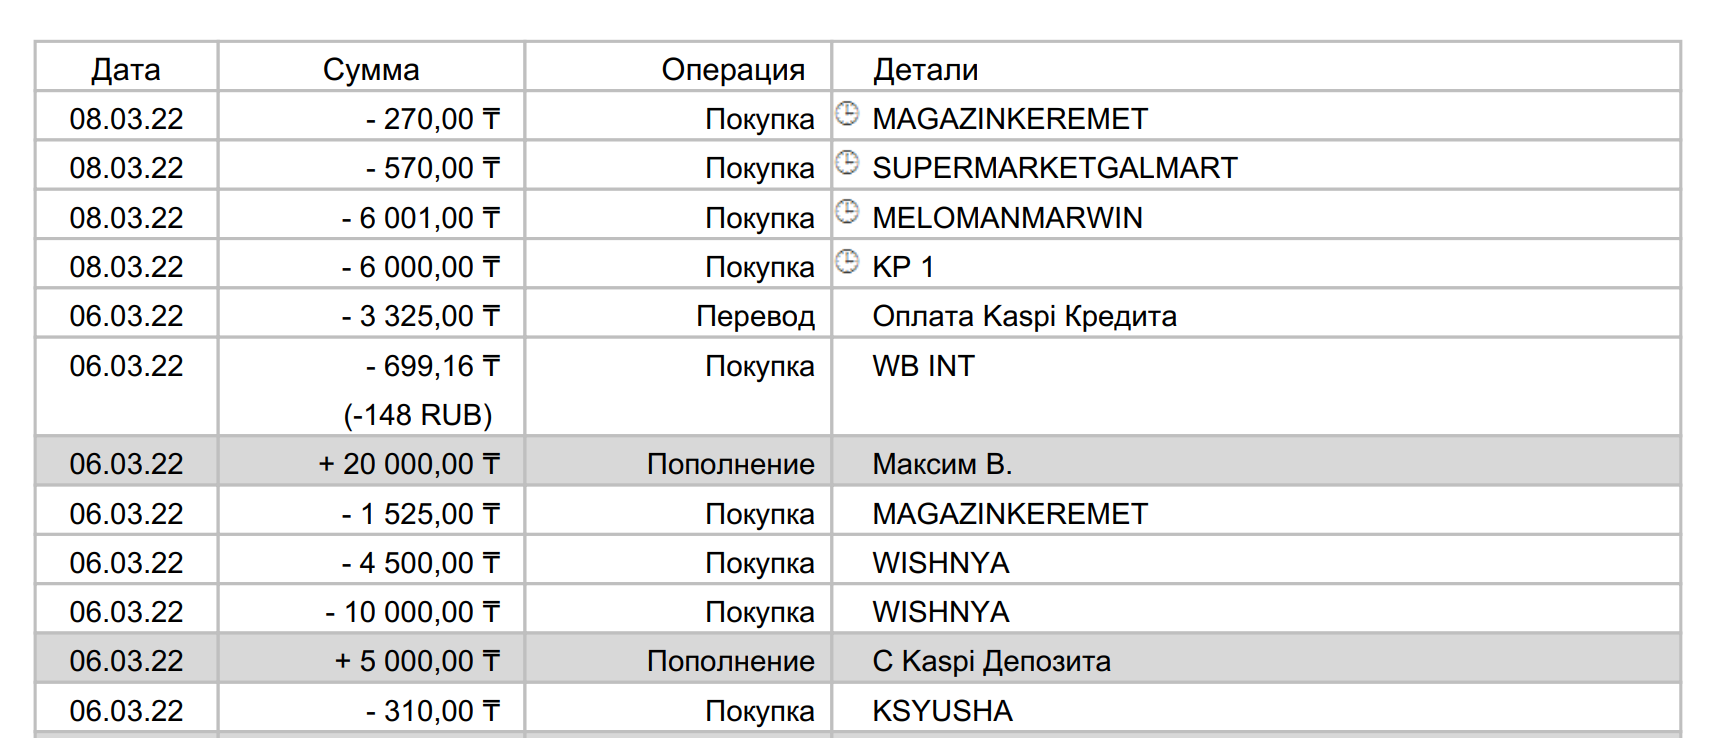 Дата Сумма Операция Детали
08.03.22 - 270,00 ₸ Покупка MAGAZINKEREMET
08.03.22 - 570,00 ₸ Покупка SUPERMARKETGALMART
08.03.22 - 6 001,00 ₸ Покупка MELOMANMARWIN
08.03.22 - 6 000,00 ₸ Покупка KP 1
06.03.22 - 3 325,00 ₸ Перевод Оплата Kaspi Кредита
06.03.22 - 699,16 ₸ Покупка WB INT
(-148 RUB)
06.03.22 + 20 000,00 ₸ Пополнение Максим В.
06.03.22 - 1 525,00 ₸ Покупка MAGAZINKEREMET
06.03.22 - 4 500,00 ₸ Покупка WISHNYA
06.03.22 - 10 000,00 ₸ Покупка WISHNYA
06.03.22 + 5 000,00 ₸ Пополнение С Kaspi Депозита
06.03.22 - 310,00 ₸ Покупка KSYUSHA